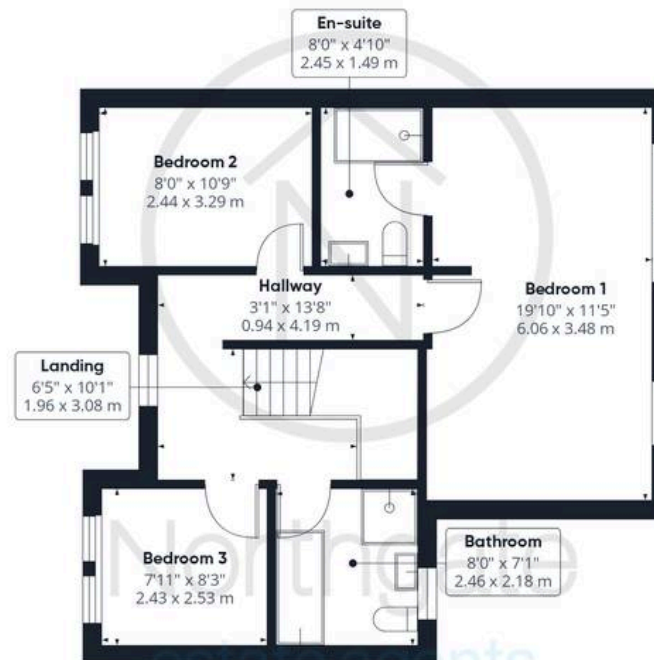 En-suite
8'0" x 4'10"
2.45 x 1.49 m
Bedroom 2
8'0" x 10'9"
2.44 x 3.29 m
Hallway
3'1" x 13'8"
0.94 x 4.19 m
Bedroom 1
19'10" x 11'5"
6.06 x 3.48 m
Landing
6'5" x 10'1"
1.96 x 3.08 m
Bedroom 3
7'11" x 8'3"
2.43 x 2.53 m
Bathroom
8'0" x 7'1"
2.46 x 2.18 m
N
Northgate
estate agents